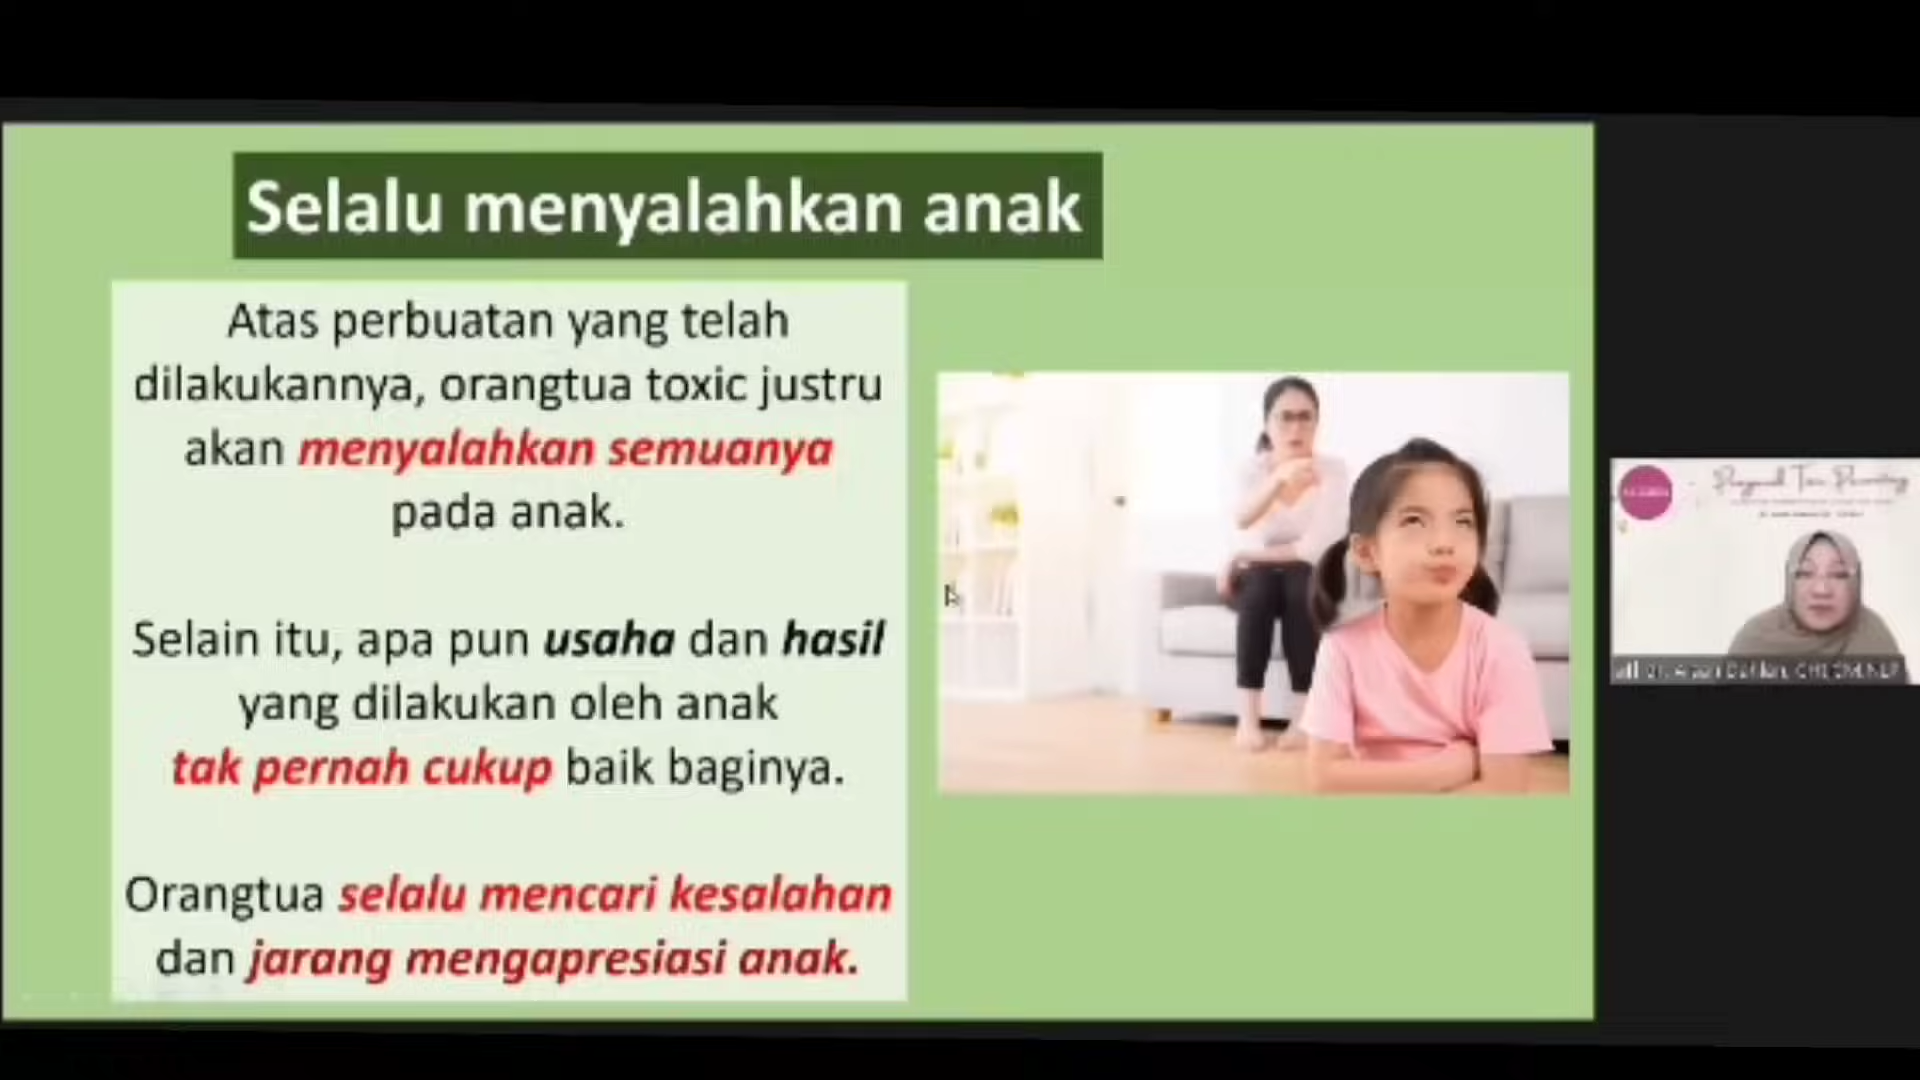 Selalu menyalahkan anak
Atas perbuatan yang telah
dilakukannya, orangtua toxic justru
akan menyalahkan semuanya
pada anak.
Selain itu, apa pun usaha dan hasil
yang dilakukan oleh anak
tak pernah cukup baik baginya.
Orangtua selalu mencari kesalahan
dan jarang mengapresiasi anak.